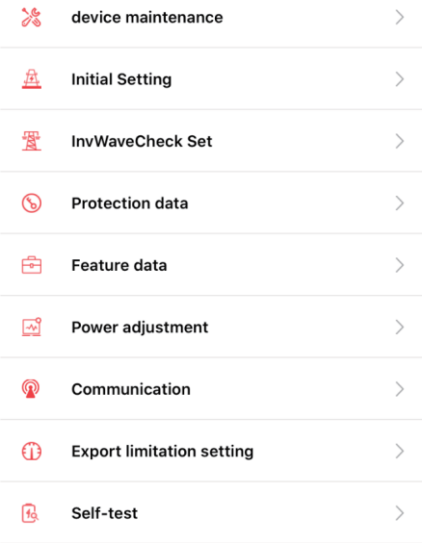 device maintenance
Initial Setting
InvWaveCheck Set
Protection data
Feature data
Power adjustment
Communication
Export limitation setting
Self-test